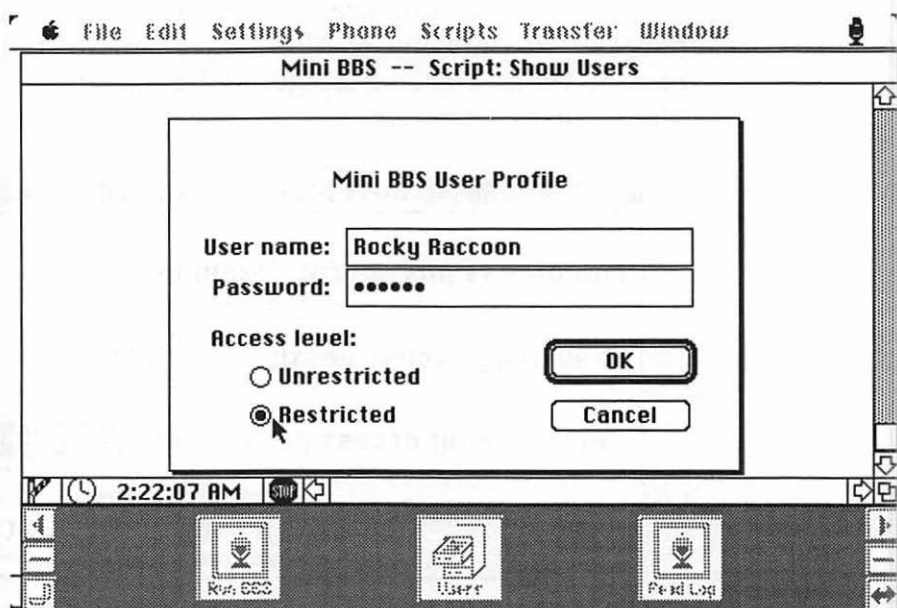 File Edit Settings Phone Scripts Transfer Window
Mini BBS -- Script: Show Users
Mini BBS User Profile
User name: Rocky Raccoon
Password: ••••••
Access level:
Unrestricted
Restricted
OK
Cancel
2:22:07 AM STOP
Run BBS Users Read Log